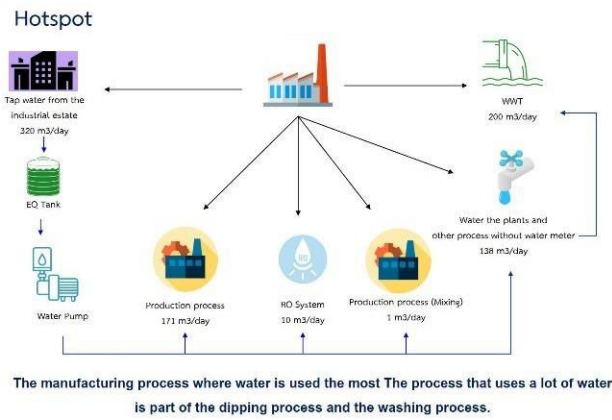 Hotspot
Tap water from the
industrial estate
320 m3/day
EQ Tank
Water Pump
Production process
171 m3/day
RO
RO System
10 m3/day
Production process (Mixing)
1 m3/day
WWT
200 m3/day
Water the plants and
other process without water meter
138 m3/day
The manufacturing process where water is used the most The process that uses a lot of water
is part of the dipping process and the washing process.